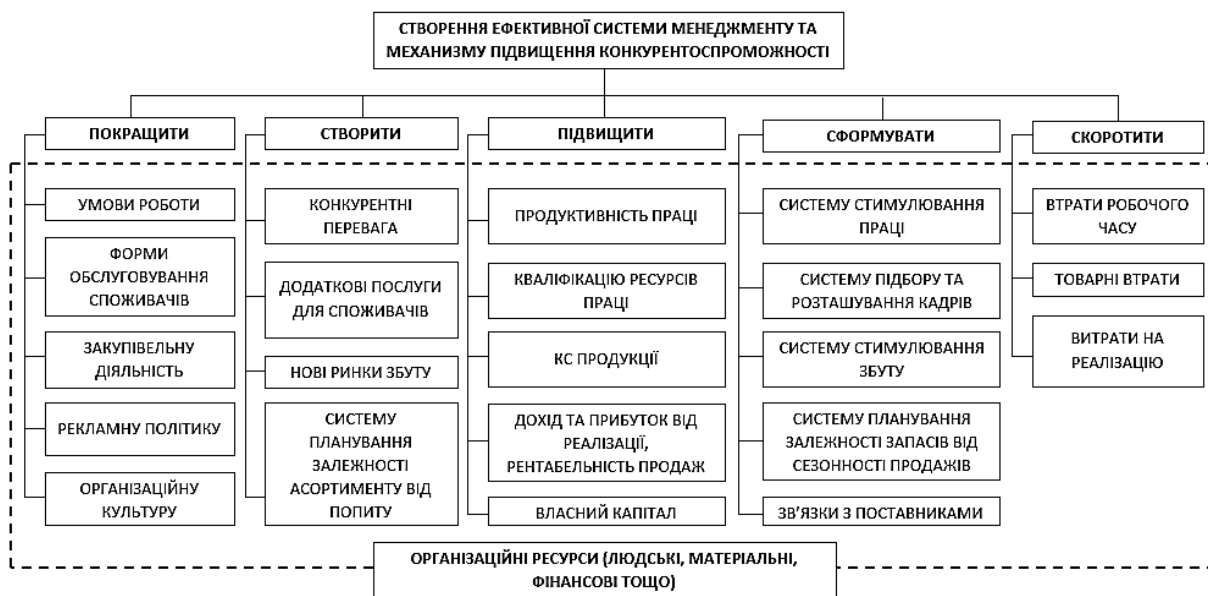 СТВОРЕННЯ ЕФЕКТИВНОЇ СИСТЕМИ МЕНЕДЖМЕНТУ ТА
МЕХАНІЗМУ ПІДВИЩЕННЯ КОНКУРЕНТОСПРОМОЖНОСТІ
ПОКРАЩИТИ
УМОВИ РОБОТИ
ФОРМИ
ОБСЛУГОВУВАННЯ
СПОЖИВАЧІВ
ЗАКУПІВЕЛЬНУ
ДІЯЛЬНІСТЬ
РЕКЛАМНУ ПОЛІТИКУ
ОРГАНІЗАЦІЙНУ
КУЛЬТУРУ
СТВОРИТИ
КОНКУРЕНТНІ
ПЕРЕВАГА
ДОДАТКОВІ ПОСЛУГИ
ДЛЯ СПОЖИВАЧІВ
НОВІ РИНКИ ЗБУТУ
СИСТЕМУ
ПЛАНУВАННЯ
ЗАЛЕЖНОСТІ
АСОРТИМЕНТУ ВІД
ПОПИТУ
ПІДВИЩИТИ
ПРОДУКТИВНІСТЬ ПРАЦІ
КВАЛІФІКАЦІЮ РЕСУРСІВ
ПРАЦІ
КС ПРОДУКЦІЇ
ДОХІД ТА ПРИБУТОК ВІД
РЕАЛІЗАЦІЇ,
РЕНТАБЕЛЬНІСТЬ ПРОДАЖ
ВЛАСНИЙ КАПІТАЛ
СФОРМУВАТИ
СИСТЕМУ СТИМУЛЮВАННЯ
ПРАЦІ
СИСТЕМУ ПІДБОРУ ТА
РОЗТАШУВАННЯ КАДРІВ
СИСТЕМУ СТИМУЛЮВАННЯ
ЗБУТУ
СИСТЕМУ ПЛАНУВАННЯ
ЗАЛЕЖНОСТІ ЗАПАСІВ ВІД
СЕЗОННОСТІ ПРОДАЖІВ
ЗВ'ЯЗКИ З ПОСТАВНИКАМИ
СКОРОТИТИ
ВТРАТИ РОБОЧОГО
ЧАСУ
ТОВАРНІ ВТРАТИ
ВИТРАТИ НА
РЕАЛІЗАЦІЮ
ОРГАНІЗАЦІЙНІ РЕСУРСИ (ЛЮДСЬКІ, МАТЕРІАЛЬНІ,
ФІНАНСОВІ ТОЩО)